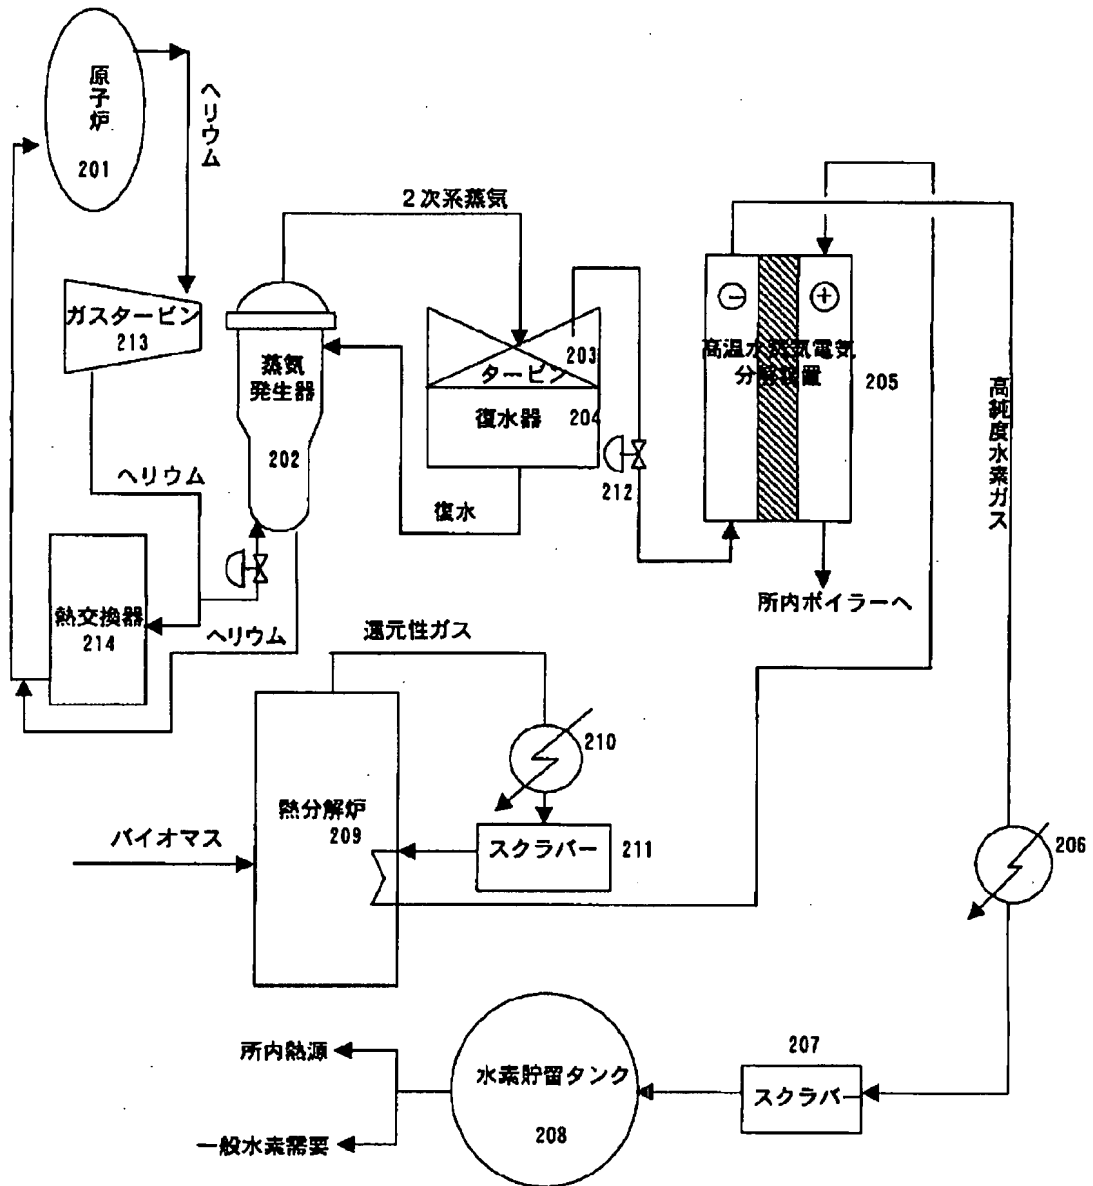 原子炉
201
ヘリウム
2次系蒸気
ガスタービン
213
蒸気
発生器
202
203
タービン
復水器 204
212
復水
⊖
⊕
高温水蒸気電気
分解装置
205
高純度水素ガス
所内ボイラーへ
ヘリウム
熱交換器
214
ヘリウム
還元性ガス
210
熱分解炉
209
バイオマス
スクラバー
211
206
所内熱源
一般水素需要
水素貯留タンク
208
207
スクラバー